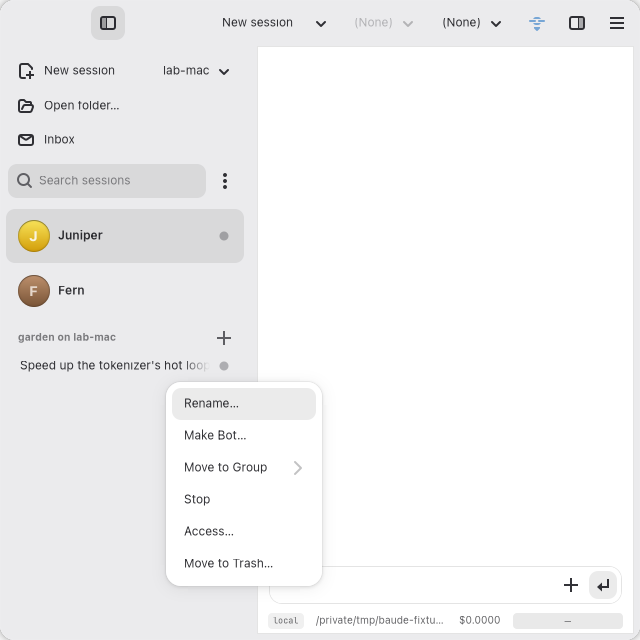 New session
(None)
(None)
New session
lab-mac
Open folder...
Inbox
Search sessions
J
Juniper
F
Fern
garden on lab-mac
Speed up the tokenizer's hot loop
Rename...
Make Bot...
Move to Group
Stop
Access...
Move to Trash...
local
/private/tmp/baude-fixtu...
$0.0000
—